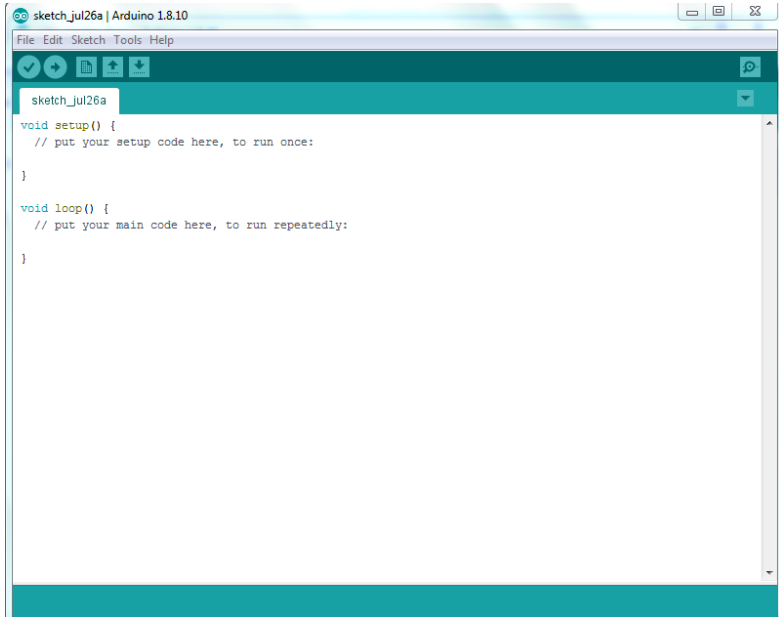 sketch_jul26a | Arduino 1.8.10
File Edit Sketch Tools Help
sketch_jul26a
void setup() {
  // put your setup code here, to run once:

}

void loop() {
  // put your main code here, to run repeatedly:

}